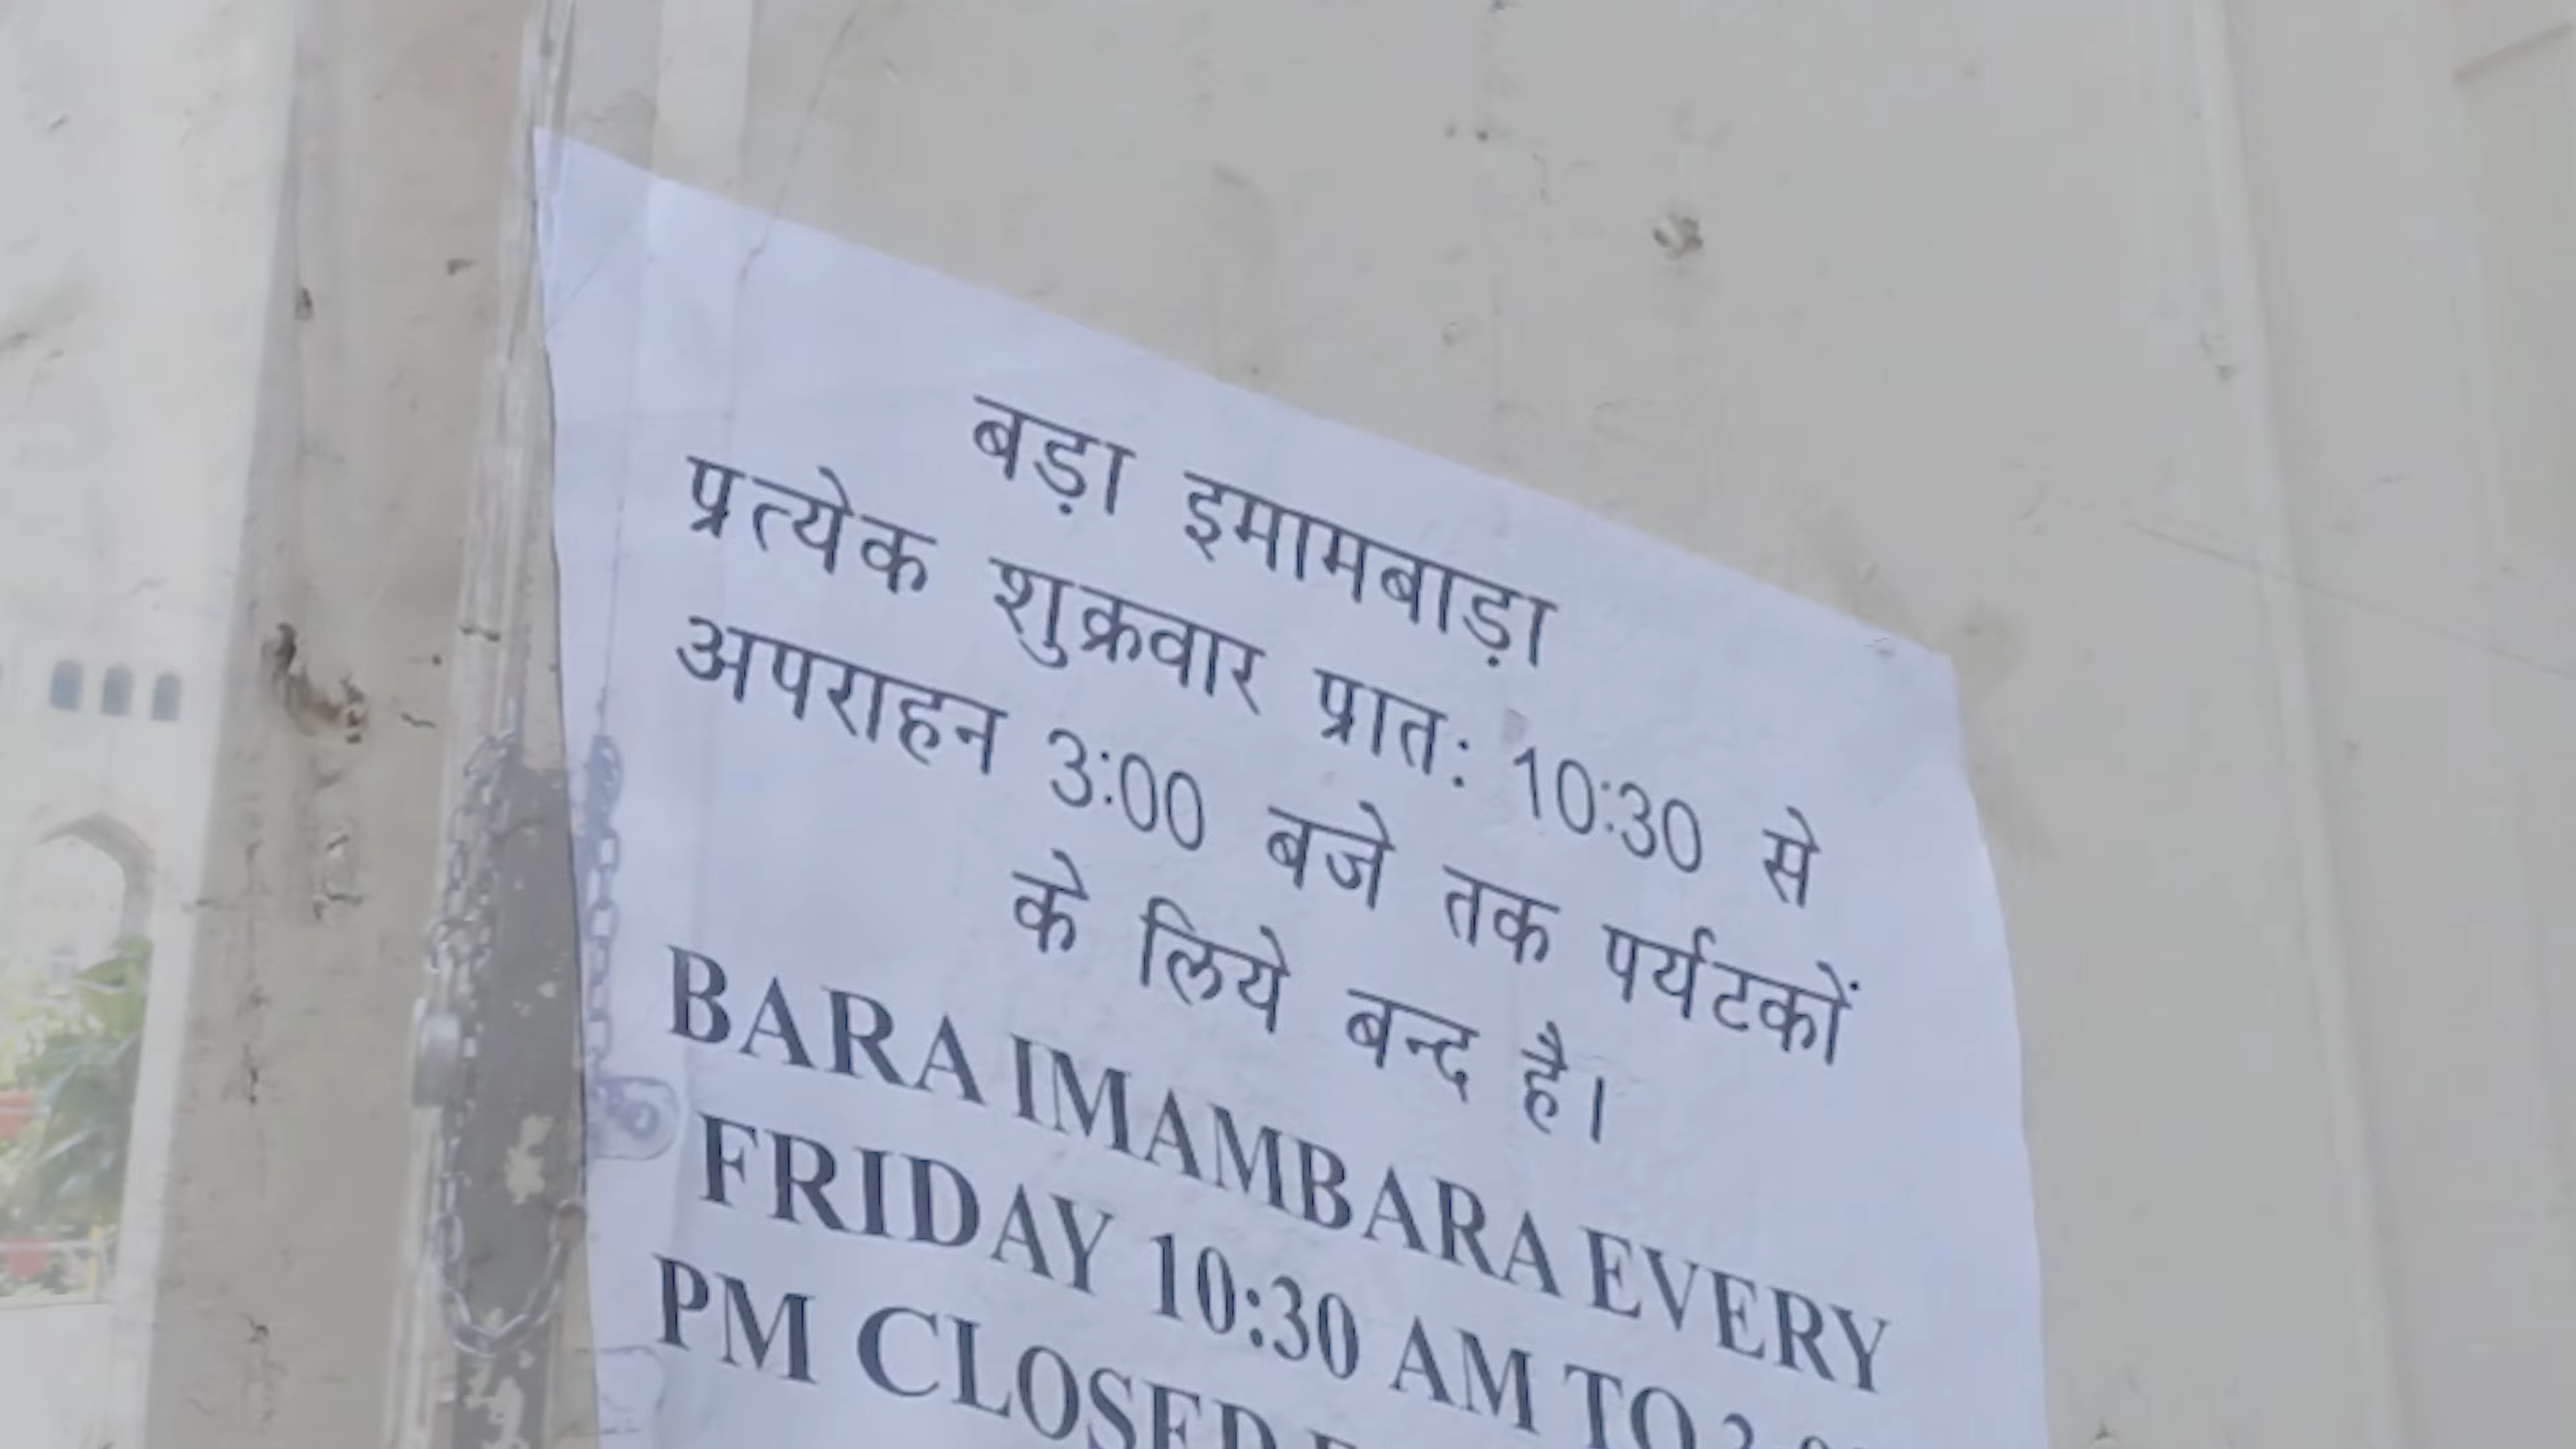 बड़ा इमामबाड़ा
प्रत्येक शुक्रवार प्रात: 10:30 से
अपराहन 3:00 बजे तक पर्यटकों
के लिये बन्द है।
BARA IMAMBARA EVERY
FRIDAY 10:30 AM TO
PM CLOSED